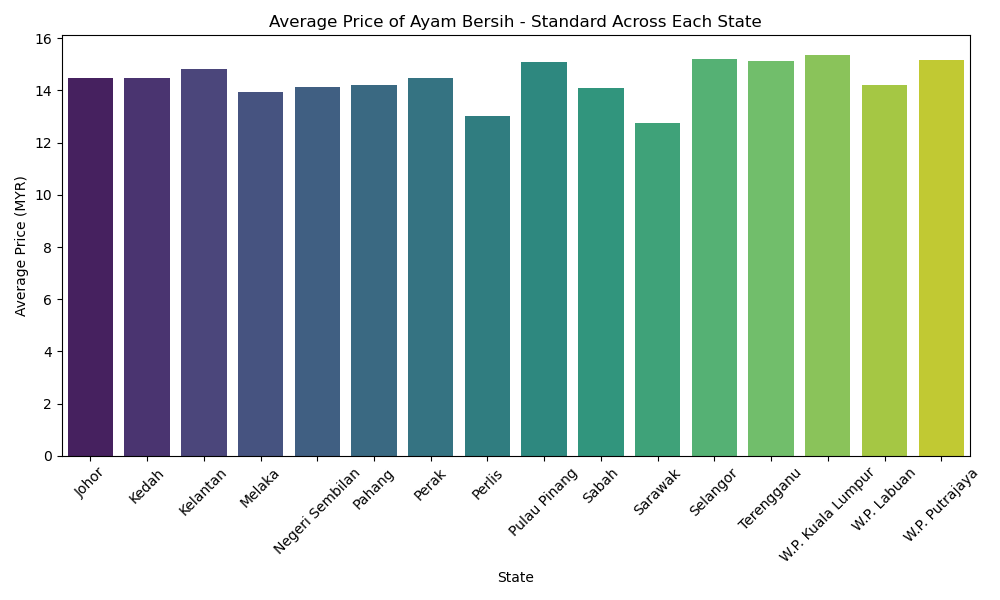 Average Price of Ayam Bersih - Standard Across Each State
Average Price (MYR)
16
14
12
10
8
6
4
2
0
Johor
Kedah
Kelantan
Melaka
Negeri Sembilan
Pahang
Perak
Perlis
Pulau Pinang
Sabah
Sarawak
Selangor
Terengganu
W.P. Kuala Lumpur
W.P. Labuan
W.P. Putrajaya
State